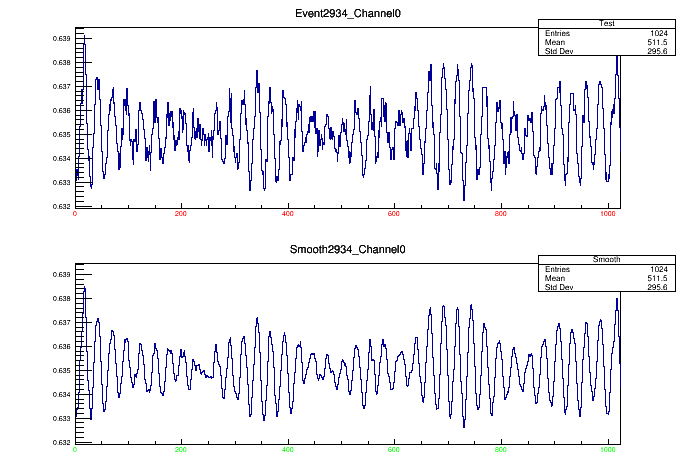 Event2934_Channel0
Test
Entries 1024
Mean 511.5
Std Dev 295.6
0.639
0.638
0.637
0.636
0.635
0.634
0.633
0.632
0 200 400 600 800 1000
Smooth2934_Channel0
Smooth
Entries 1024
Mean 511.5
Std Dev 295.6
0.639
0.638
0.637
0.636
0.635
0.634
0.633
0.632
0 200 400 600 800 1000